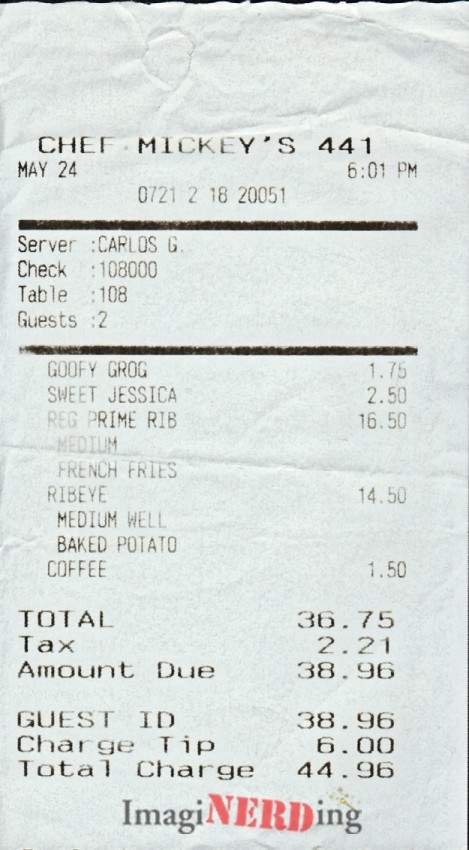 CHEF MICKEY'S 441
MAY 24 6:01 PM
0721 2 18 20051
Server :CARLOS G.
Check :108000
Table :108
Guests :2
GOOFY GROG 1.75
SWEET JESSICA 2.50
REG PRIME RIB 16.50
MEDIUM
FRENCH FRIES
RIBEYE 14.50
MEDIUM WELL
BAKED POTATO
COFFEE 1.50
TOTAL 36.75
Tax 2.21
Amount Due 38.96
GUEST ID 38.96
Charge Tip 6.00
Total Charge 44.96
ImagiNERDing